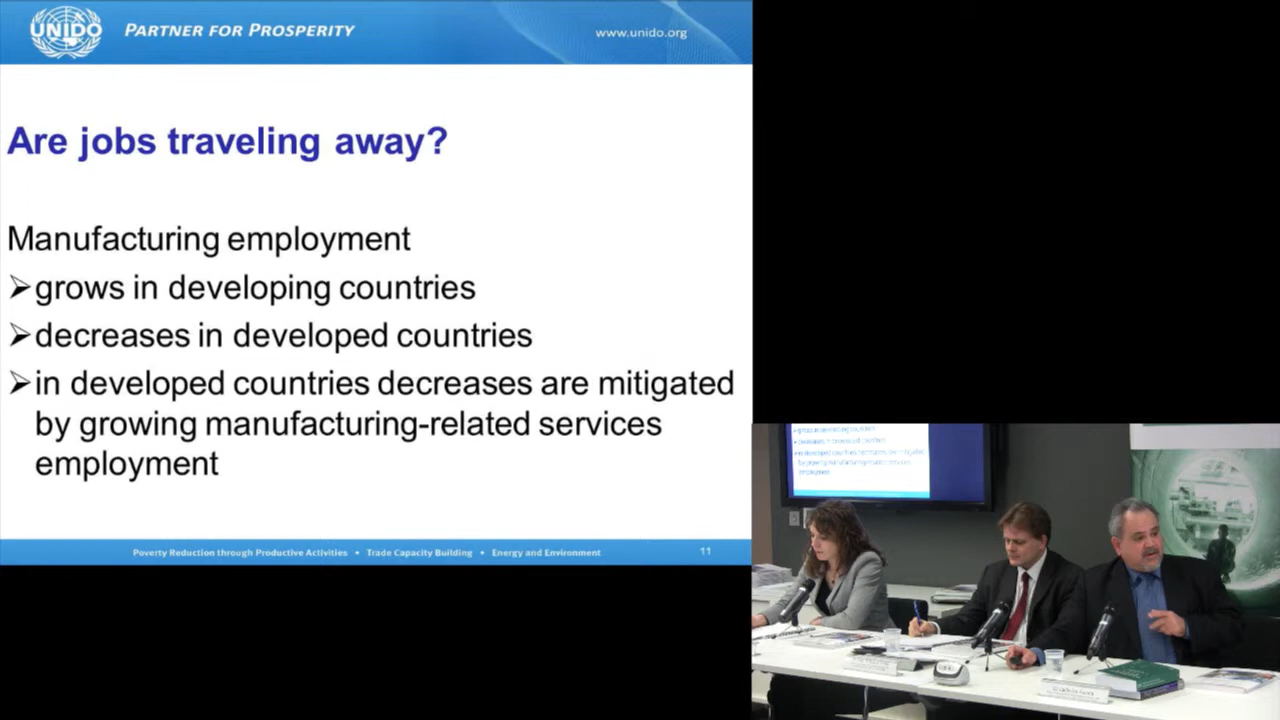 UNIDO
PARTNER FOR PROSPERITY
www.unido.org
Are jobs traveling away?
Manufacturing employment
➢grows in developing countries
➢decreases in developed countries
➢in developed countries decreases are mitigated
by growing manufacturing-related services
employment
Poverty Reduction through Productive Activities • Trade Capacity Building • Energy and Environment
11